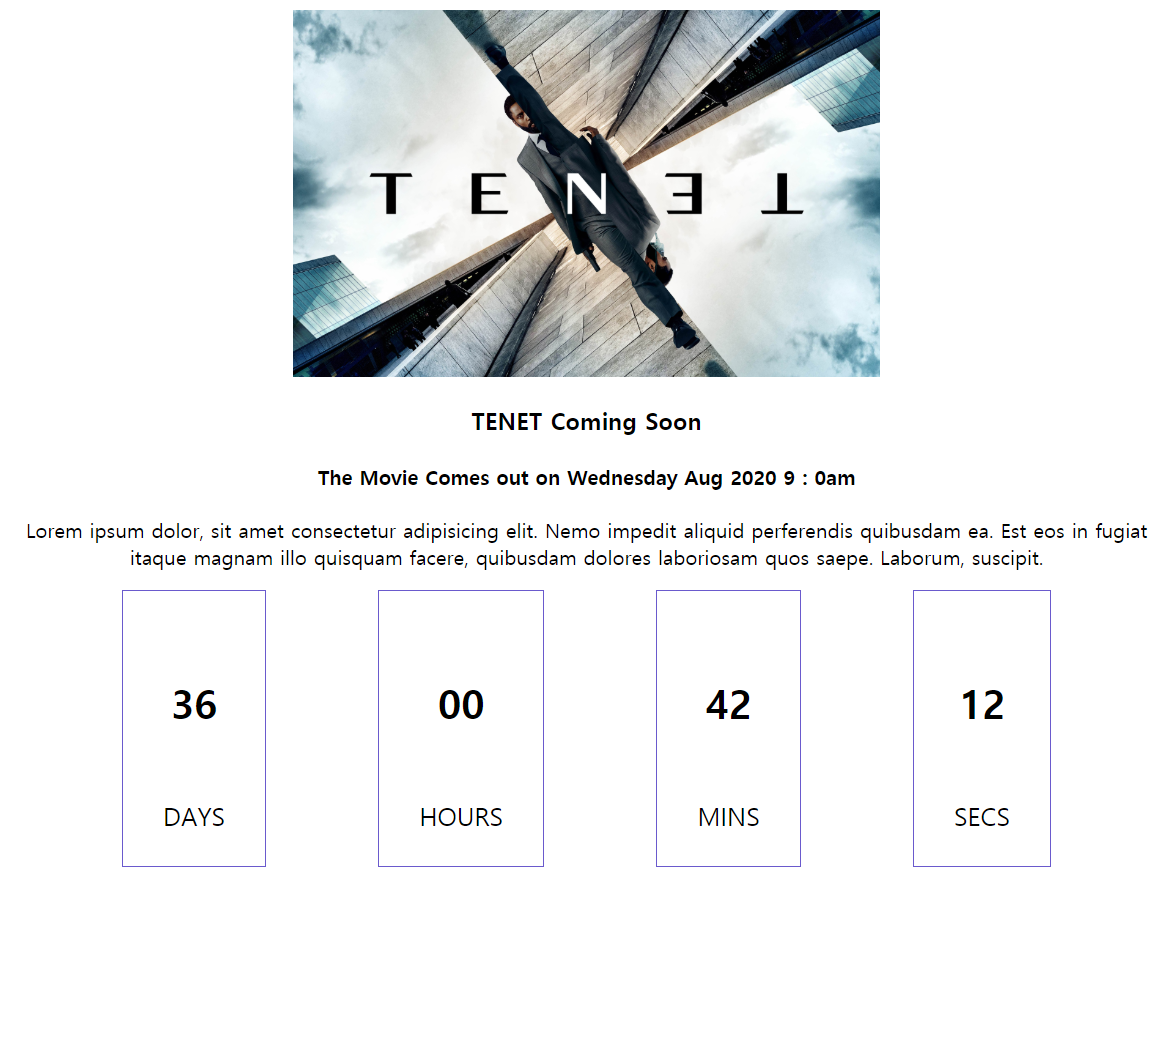 TENET
TENET Coming Soon
The Movie Comes out on Wednesday Aug 2020 9 : 0am
Lorem ipsum dolor, sit amet consectetur adipisicing elit. Nemo impedit aliquid perferendis quibusdam ea. Est eos in fugiat
itaque magnam illo quisquam facere, quibusdam dolores laboriosam quos saepe. Laborum, suscipit.
36 00 42 12
DAYS HOURS MINS SECS